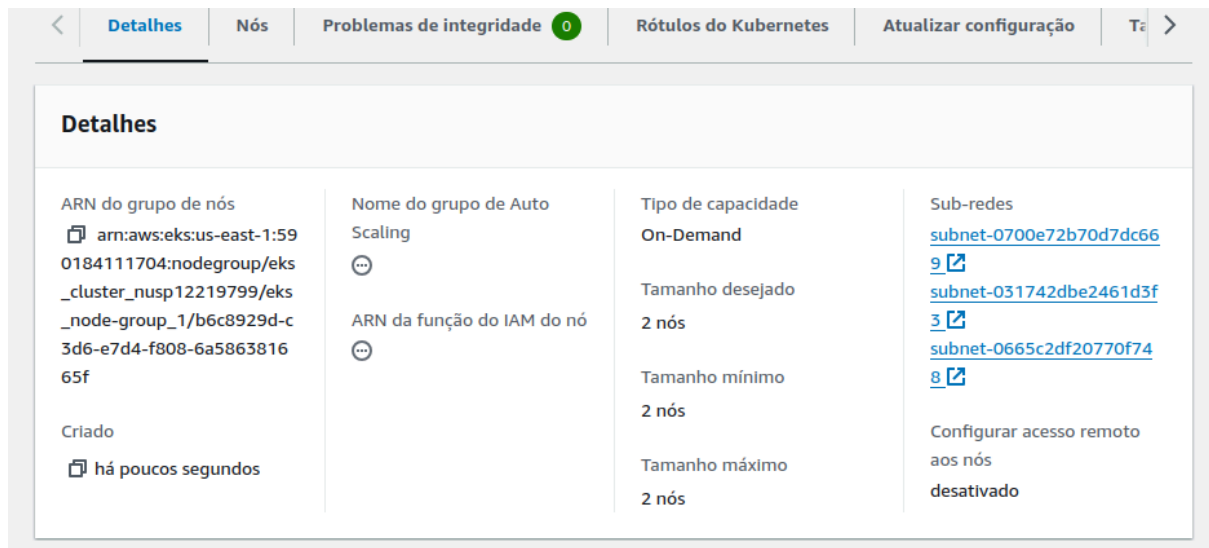 Detalhes
Nós
Problemas de integridade 0
Rótulos do Kubernetes
Atualizar configuração
Detalhes
ARN do grupo de nós
arn:aws:eks:us-east-1:59
0184111704:nodegroup/eks
_cluster_nusp12219799/eks
_node-group_1/b6c8929d-c
3d6-e7d4-f808-6a5863816
65f
Criado
há poucos segundos
Nome do grupo de Auto
Scaling
ARN da função do IAM do nó
Tipo de capacidade
On-Demand
Tamanho desejado
2 nós
Tamanho mínimo
2 nós
Tamanho máximo
2 nós
Sub-redes
subnet-0700e72b70d7dc66
9
subnet-031742dbe2461d3f
3
subnet-0665c2df20770f74
8
Configurar acesso remoto
aos nós
desativado